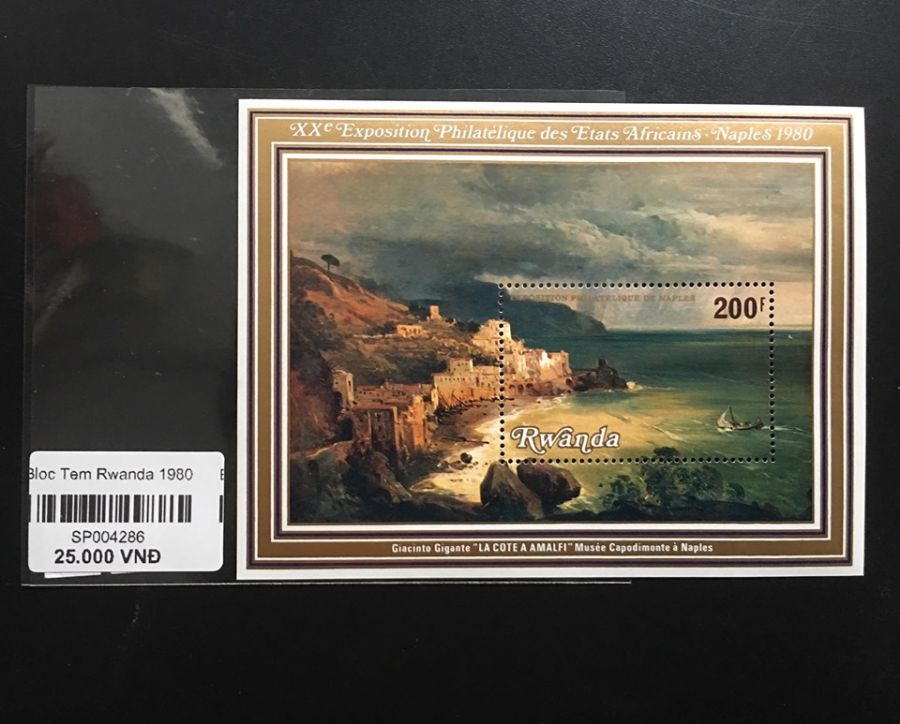 XXe Exposition Philatélique des Etats Africains · Naples 1980
EXPOSITION PHILATELIQUE DE NAPLES
200F
Rwanda
Giacinto Gigante "LA COTE A AMALFI" Musée Capodimonte à Naples
Bloc Tem Rwanda 1980
SP004286
25.000 VNĐ